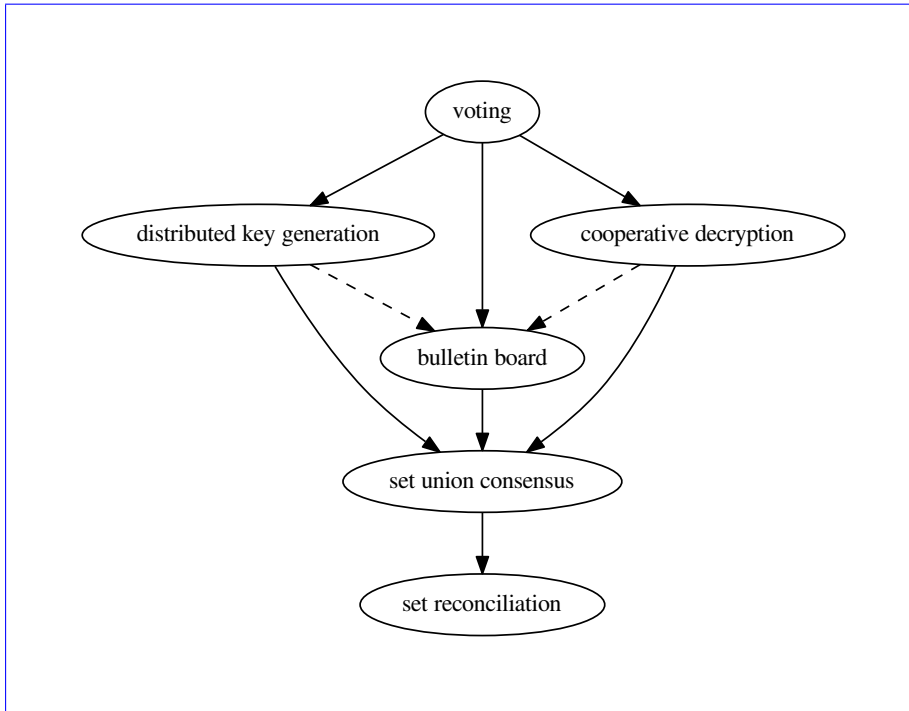 voting
distributed key generation
cooperative decryption
bulletin board
set union consensus
set reconciliation